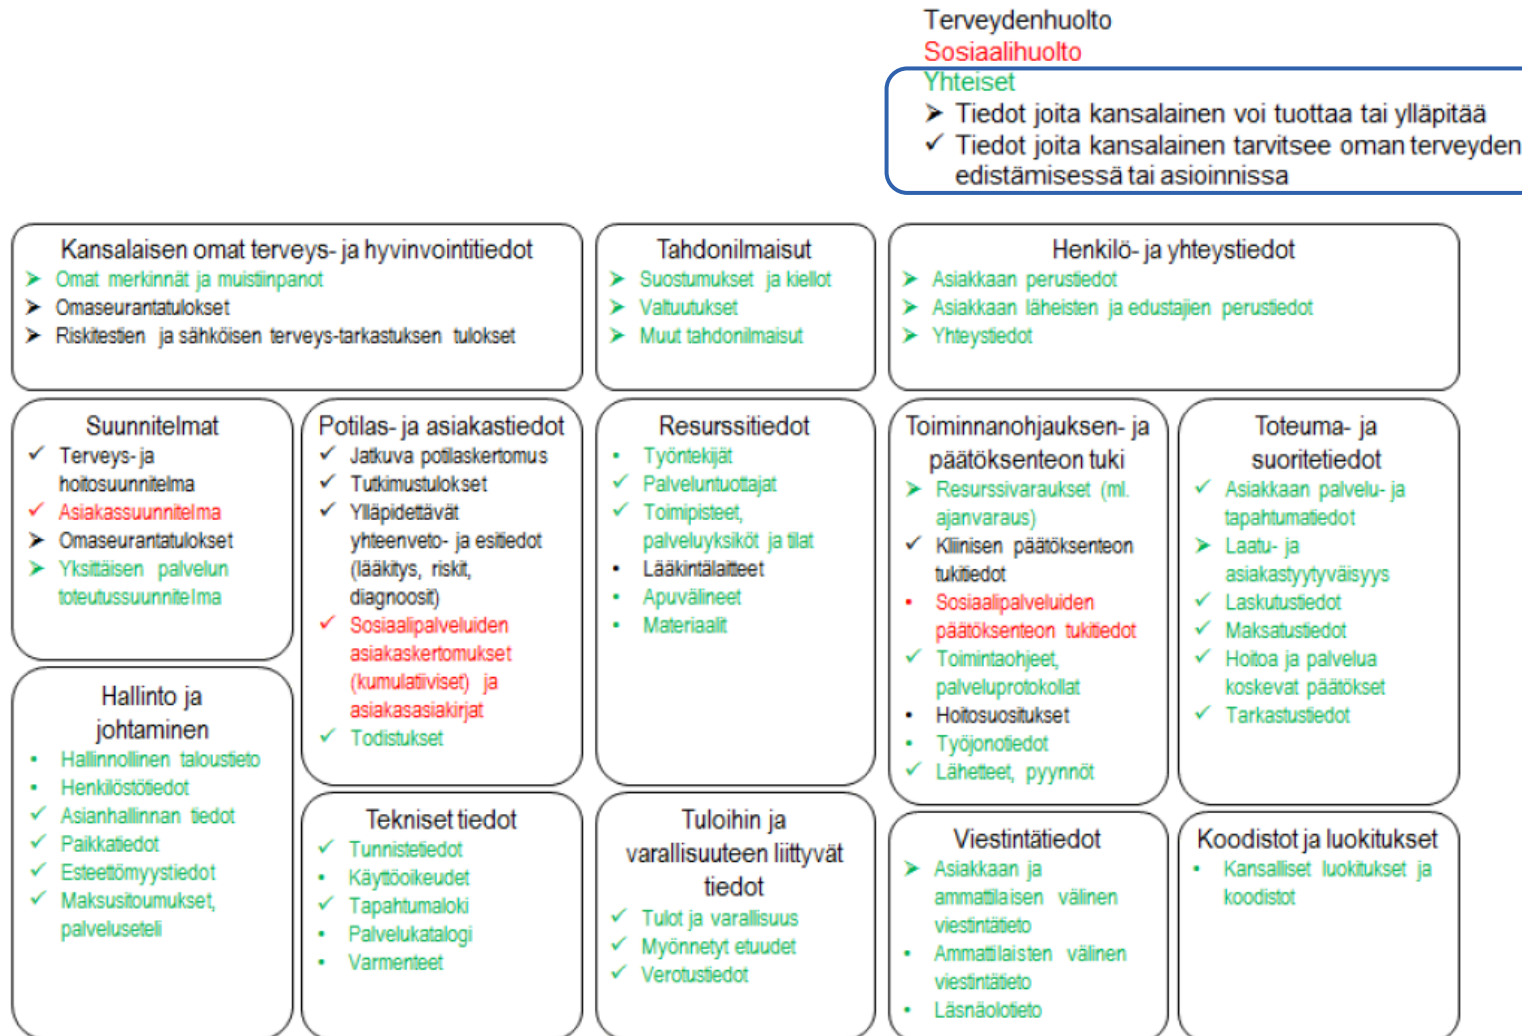 Terveydenhuolto
Sosiaalihuolto
Yhteiset
➢ Tiedot joita kansalainen voi tuottaa tai ylläpitää
✓ Tiedot joita kansalainen tarvitsee oman terveyden
edistämisessä tai asioinnissa
Kansalaisen omat terveys- ja hyvinvointitiedot
➢ Omat merkinnät ja muistiinpanot
➢ Omaseurantatulokset
➢ Riskitestien ja sähköisen terveys-tarkastuksen tulokset
Tahdonilmaisut
➢ Suostumukset ja kiellot
➢ Valtuutukset
➢ Muut tahdonilmaisut
Henkilö- ja yhteystiedot
➢ Asiakkaan perustiedot
➢ Asiakkaan läheisten ja edustajien perustiedot
➢ Yhteystiedot
Suunnitelmat
✓ Terveys- ja
hoitosuunnitelma
✓ Asiakassuunnitelma
➢ Omaseurantatulokset
➢ Yksittäisen palvelun
toteutussuunnitelma
Potilas- ja asiakastiedot
✓ Jatkuva potilaskertomus
✓ Tutkimustulokset
✓ Ylläpidettävät
yhteenveto- ja esitiedot
(lääkitys, riskit,
diagnoosit)
✓ Sosiaalipalveluiden
asiakaskertomukset
(kumulatiiviset) ja
asiakasasiakirjat
✓ Todistukset
Resurssitiedot
• Työntekijät
✓ Palveluntuottajat
✓ Toimipisteet,
palveluyksiköt ja tilat
• Lääkintälaitteet
• Apuvälineet
• Materiaalit
Toiminnanohjauksen- ja
päätöksenteon tuki
➢ Resurssivaraukset (ml.
ajanvaraus)
✓ Kliinisen päätöksenteon
tukitiedot
• Sosiaalipalveluiden
päätöksenteon tukitiedot
✓ Toimintaohjeet,
palveluprotokollat
• Hoitosuositukset
• Työjonotiedot
✓ Lähetteet, pyynnöt
Toteuma- ja
suoritetiedot
✓ Asiakkaan palvelu- ja
tapahtumatiedot
➢ Laatu- ja
asiakastyytyväisyys
✓ Laskutustiedot
✓ Maksatustiedot
✓ Hoitoa ja palvelua
koskevat päätökset
✓ Tarkastustiedot
Hallinto ja
johtaminen
• Hallinnollinen taloustieto
• Henkilöstötiedot
✓ Asianhallinnan tiedot
✓ Paikkatiedot
✓ Esteettömyystiedot
✓ Maksusitoumukset,
palveluseteli
Tekniset tiedot
✓ Tunnistetiedot
• Käyttöoikeudet
✓ Tapahtumaloki
• Palvelukatalogi
• Varmenteet
Tuloihin ja
varallisuuteen liittyvät
tiedot
✓ Tulot ja varallisuus
✓ Myönnetyt etuudet
✓ Verotustiedot
Viestintätiedot
➢ Asiakkaan ja
ammattilaisen välinen
viestintätieto
• Ammattilaisten välinen
viestintätieto
• Läsnäolotieto
Koodistot ja luokitukset
• Kansalliset luokitukset ja
koodistot